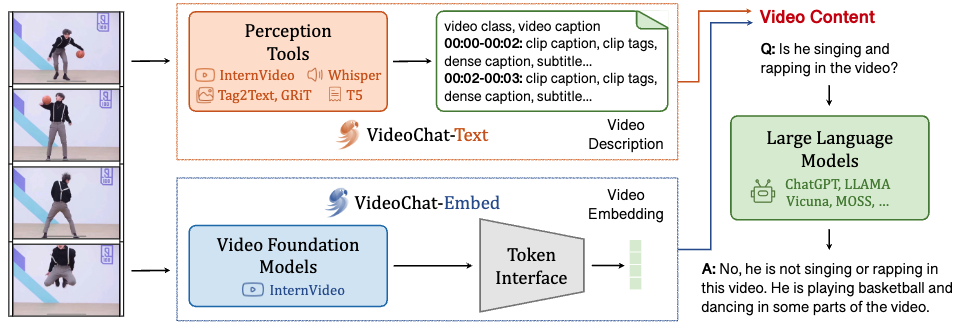 Perception
Tools
InternVideo
Whisper
Tag2Text, GRiT
T5
video class, video caption
00:00-00:02: clip caption, clip tags,
dense caption, subtitle...
00:02-00:03: clip caption, clip tags,
dense caption, subtitle...
VideoChat-Text
Video
Description
VideoChat-Embed
Video
Embedding
Video Foundation
Models
InternVideo
Token
Interface
Video Content
Q: Is he singing and
rapping in the video?
Large Language
Models
ChatGPT, LLAMA
Vicuna, MOSS, ...
A: No, he is not singing or rapping in
this video. He is playing basketball and
dancing in some parts of the video.